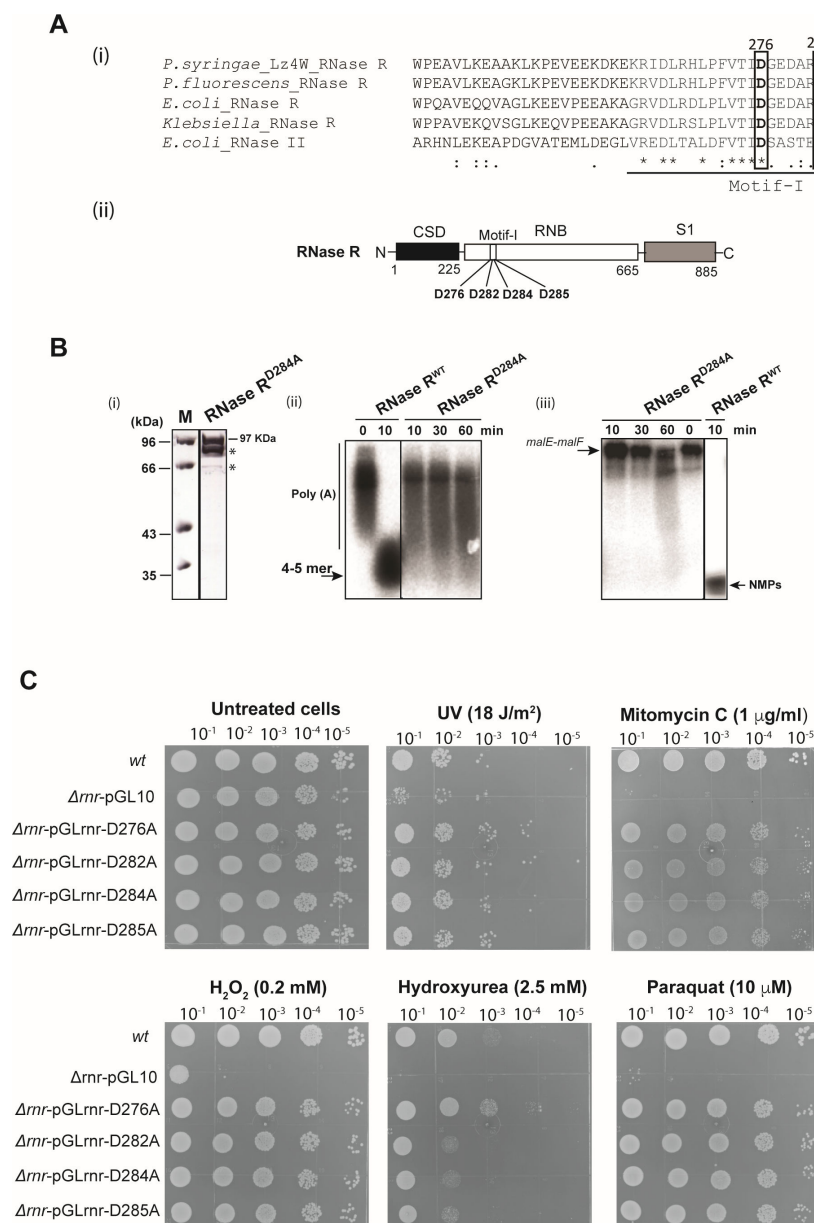 A
(i)
276 2
P.syringae_Lz4W_RNase R WPEAVLKEAAKLKPEVEEKDKEKRIDLRHLPFVTIDGEDAR
P.fluorescens_RNase R WPEAVLKEAAKLKPEVEEKDKEKRIDLRHLPFVTIDGEDAR
E.coli_RNase R WPQAVEQQVAGLKEEVPEEAKAGRVDLRDLPLVTIDGEDAR
Klebsiella_RNase R WPPAVEKQVSGLKEQVPEEAKAGRVDLRSLPLVTIDGEDAR
E.coli_RNase II ARHNLEKEAPDGVATEMLDEGLVREDLTALDFVTIDSASTE
: ::. . * ** * :****. .:.
Motif-I
(ii)
CSD Motif-I RNB S1
RNase R N C
1 225 665 885
D276 D282 D284 D285
B
(i) RNase R^D284A (ii) RNase R^WT RNase R^D284A (iii) RNase R^D284A RNase R^WT
(kDa) M
0 10 10 30 60 min 10 30 60 0 10 min
96 97 KDa malE-malF
*
66 *
Poly (A)
43
4-5 mer
35 NMPs
C
Untreated cells UV (18 J/m²) Mitomycin C (1 μg/ml)
10⁻¹ 10⁻² 10⁻³ 10⁻⁴ 10⁻⁵ 10⁻¹ 10⁻² 10⁻³ 10⁻⁴ 10⁻⁵ 10⁻¹ 10⁻² 10⁻³ 10⁻⁴ 10⁻⁵
wt
Δrnr-pGL10
Δrnr-pGLrnr-D276A
Δrnr-pGLrnr-D282A
Δrnr-pGLrnr-D284A
Δrnr-pGLrnr-D285A
H₂O₂ (0.2 mM) Hydroxyurea (2.5 mM) Paraquat (10 μM)
10⁻¹ 10⁻² 10⁻³ 10⁻⁴ 10⁻⁵ 10⁻¹ 10⁻² 10⁻³ 10⁻⁴ 10⁻⁵ 10⁻¹ 10⁻² 10⁻³ 10⁻⁴ 10⁻⁵
wt
Δrnr-pGL10
Δrnr-pGLrnr-D276A
Δrnr-pGLrnr-D282A
Δrnr-pGLrnr-D284A
Δrnr-pGLrnr-D285A